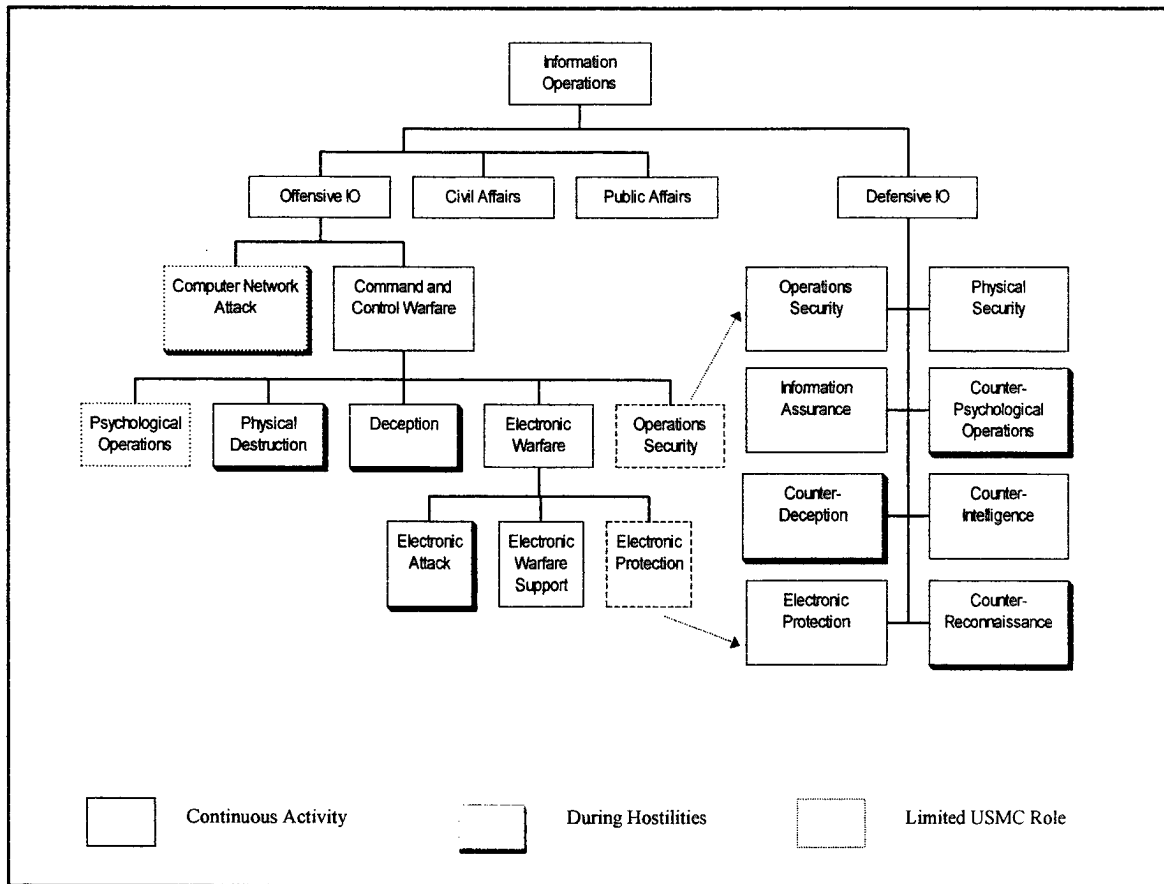 Information
Operations
Offensive IO
Civil Affairs
Public Affairs
Defensive IO
Computer Network
Attack
Command and
Control Warfare
Operations
Security
Physical
Security
Information
Assurance
Counter-
Psychological
Operations
Psychological
Operations
Physical
Destruction
Deception
Electronic
Warfare
Operations
Security
Counter-
Deception
Counter-
Intelligence
Electronic
Attack
Electronic
Warfare
Support
Electronic
Protection
Electronic
Protection
Counter-
Reconnaissance
Continuous Activity
During Hostilities
Limited USMC Role